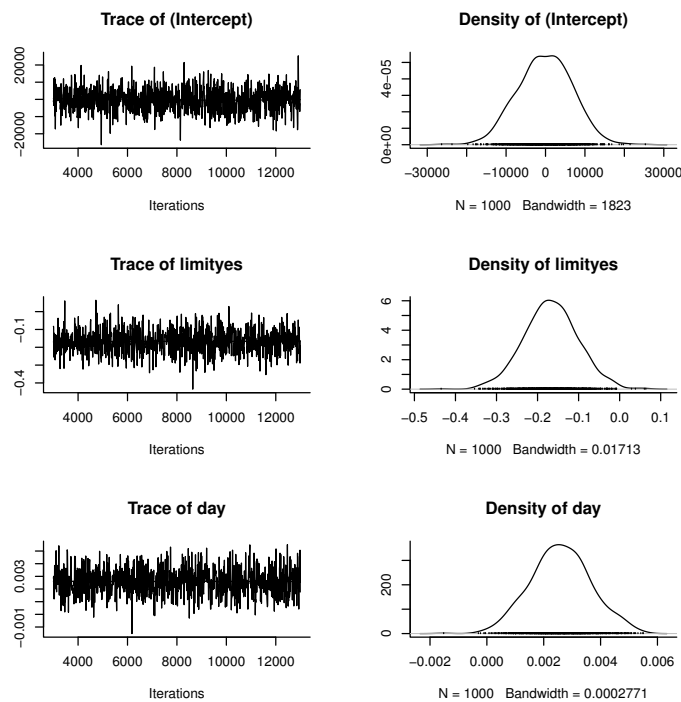 Trace of (Intercept)
−20000 20000
4000 6000 8000 10000 12000
Iterations
Density of (Intercept)
0e+00 4e−05
−30000 −10000 0 10000 30000
N = 1000 Bandwidth = 1823
Trace of limityes
−0.4 −0.1
4000 6000 8000 10000 12000
Iterations
Density of limityes
0 2 4 6
−0.5 −0.4 −0.3 −0.2 −0.1 0.0 0.1
N = 1000 Bandwidth = 0.01713
Trace of day
−0.001 0.003
4000 6000 8000 10000 12000
Iterations
Density of day
0 200
−0.002 0.000 0.002 0.004 0.006
N = 1000 Bandwidth = 0.0002771